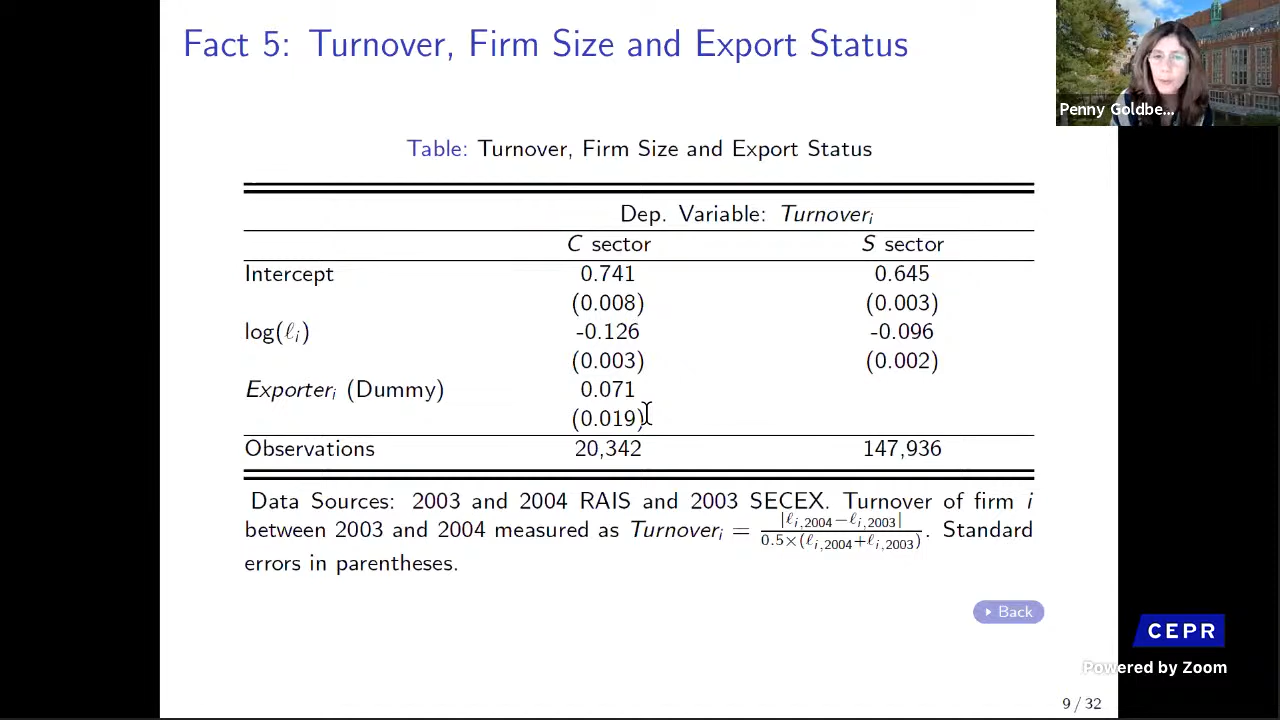 Fact 5: Turnover, Firm Size and Export Status
Penny Goldbe...
Table: Turnover, Firm Size and Export Status
Dep. Variable: Turnover_i
C sector S sector
Intercept 0.741 0.645
(0.008) (0.003)
log(ℓ_i) -0.126 -0.096
(0.003) (0.002)
Exporter_i (Dummy) 0.071
(0.019)
Observations 20,342 147,936
Data Sources: 2003 and 2004 RAIS and 2003 SECEX. Turnover of firm i
between 2003 and 2004 measured as Turnover_i = |ℓ_i,2004−ℓ_i,2003| / 0.5×(ℓ_i,2004+ℓ_i,2003). Standard
errors in parentheses.
Back
CEPR
Powered by Zoom
9 / 32